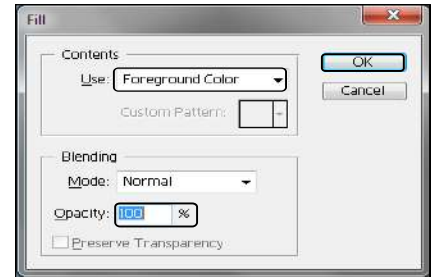 Fill
Contents
Use: Foreground Color
Custom Pattern:
OK
Cancel
Blending
Mode: Normal
Opacity: 100 %
Preserve Transparency